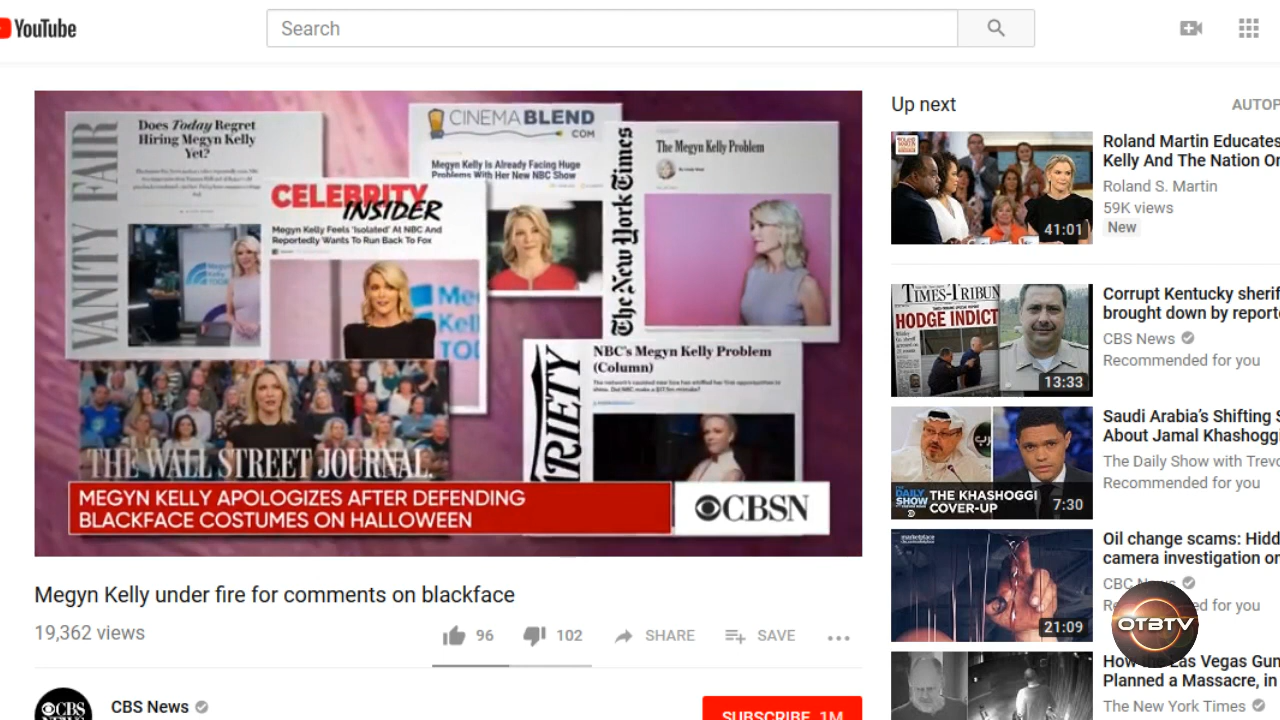 YouTube
Search
VANITY FAIR
Does Today Regret
Hiring Megyn Kelly
Yet?
CINEMABLEND
.COM
Megyn Kelly Is Already Facing Huge
Problems With Her New NBC Show
CELEBRITY
INSIDER
Megyn Kelly Feels 'Isolated' At NBC And
Reportedly Wants To Run Back To Fox
The New York Times
The Megyn Kelly Problem
VARIETY
NBC's Megyn Kelly Problem
(Column)
THE WALL STREET JOURNAL.
MEGYN KELLY APOLOGIZES AFTER DEFENDING
BLACKFACE COSTUMES ON HALLOWEEN
CBSN
Megyn Kelly under fire for comments on blackface
19,362 views
96
102
SHARE
SAVE
CBS News
SUBSCRIBE 1M
Up next
AUTOP
Roland Martin Educates
Kelly And The Nation On
Roland S. Martin
59K views
New
41:01
TIMES-TRIBUN
HODGE INDICT
13:33
Corrupt Kentucky sherif
brought down by report
CBS News
Recommended for you
THE DAILY SHOW
THE KHASHOGGI
COVER-UP
7:30
Saudi Arabia's Shifting S
About Jamal Khashoggi
The Daily Show with Trevo
Recommended for you
marketplace
21:09
Oil change scams: Hidd
camera investigation on
CBC News
Re ed for you
OTBTV
How the Las Vegas Gun
Planned a Massacre, in
The New York Times